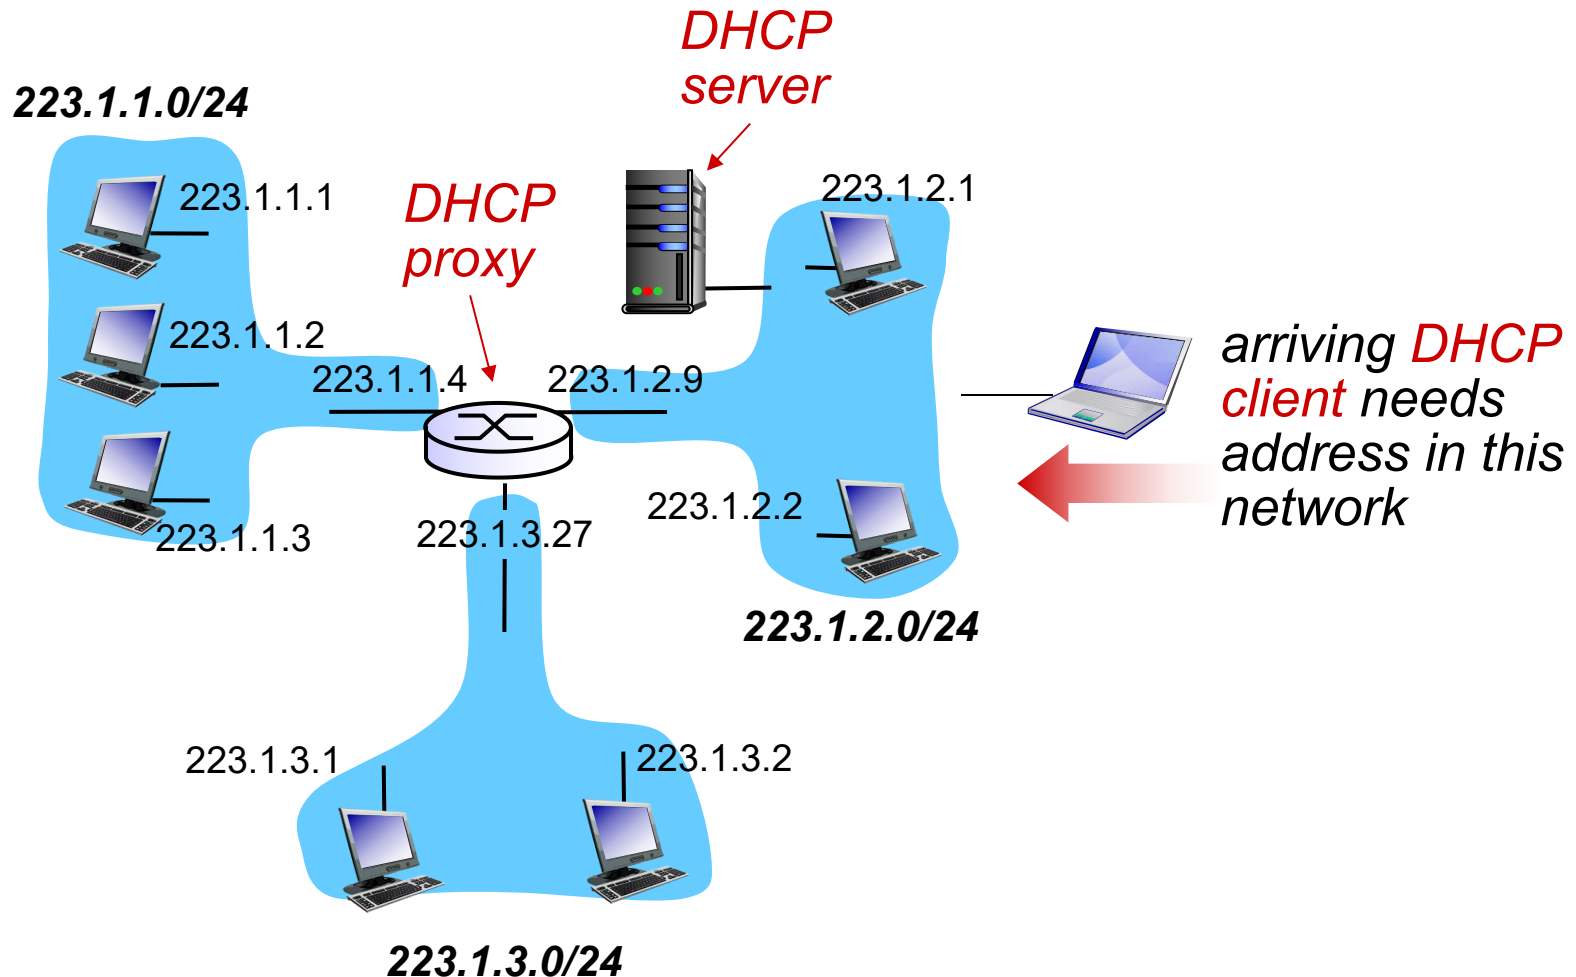 DHCP
server
223.1.1.0/24
223.1.1.1
DHCP
proxy
223.1.2.1
223.1.1.2
223.1.1.4
223.1.2.9
arriving DHCP
client needs
address in this
network
223.1.1.3
223.1.3.27
223.1.2.2
223.1.2.0/24
223.1.3.1
223.1.3.2
223.1.3.0/24